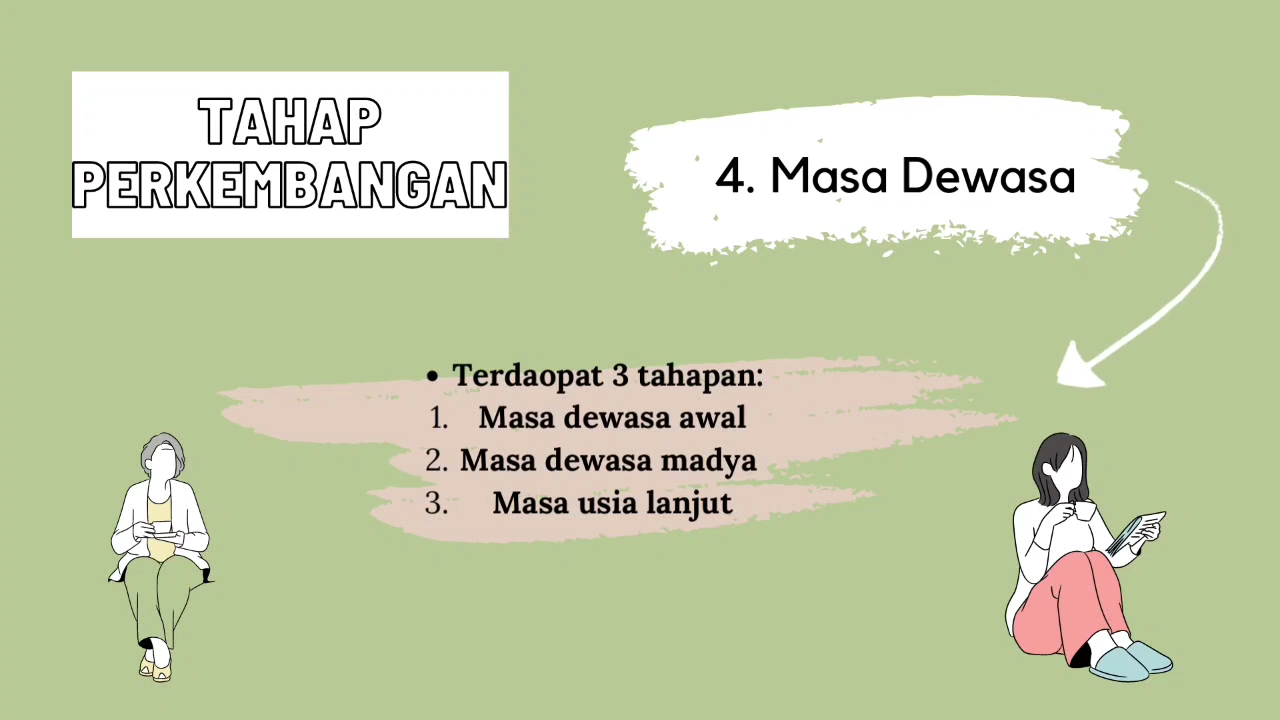 TAHAP
PERKEMBANGAN
4. Masa Dewasa
• Terdaopat 3 tahapan:
1. Masa dewasa awal
2. Masa dewasa madya
3. Masa usia lanjut